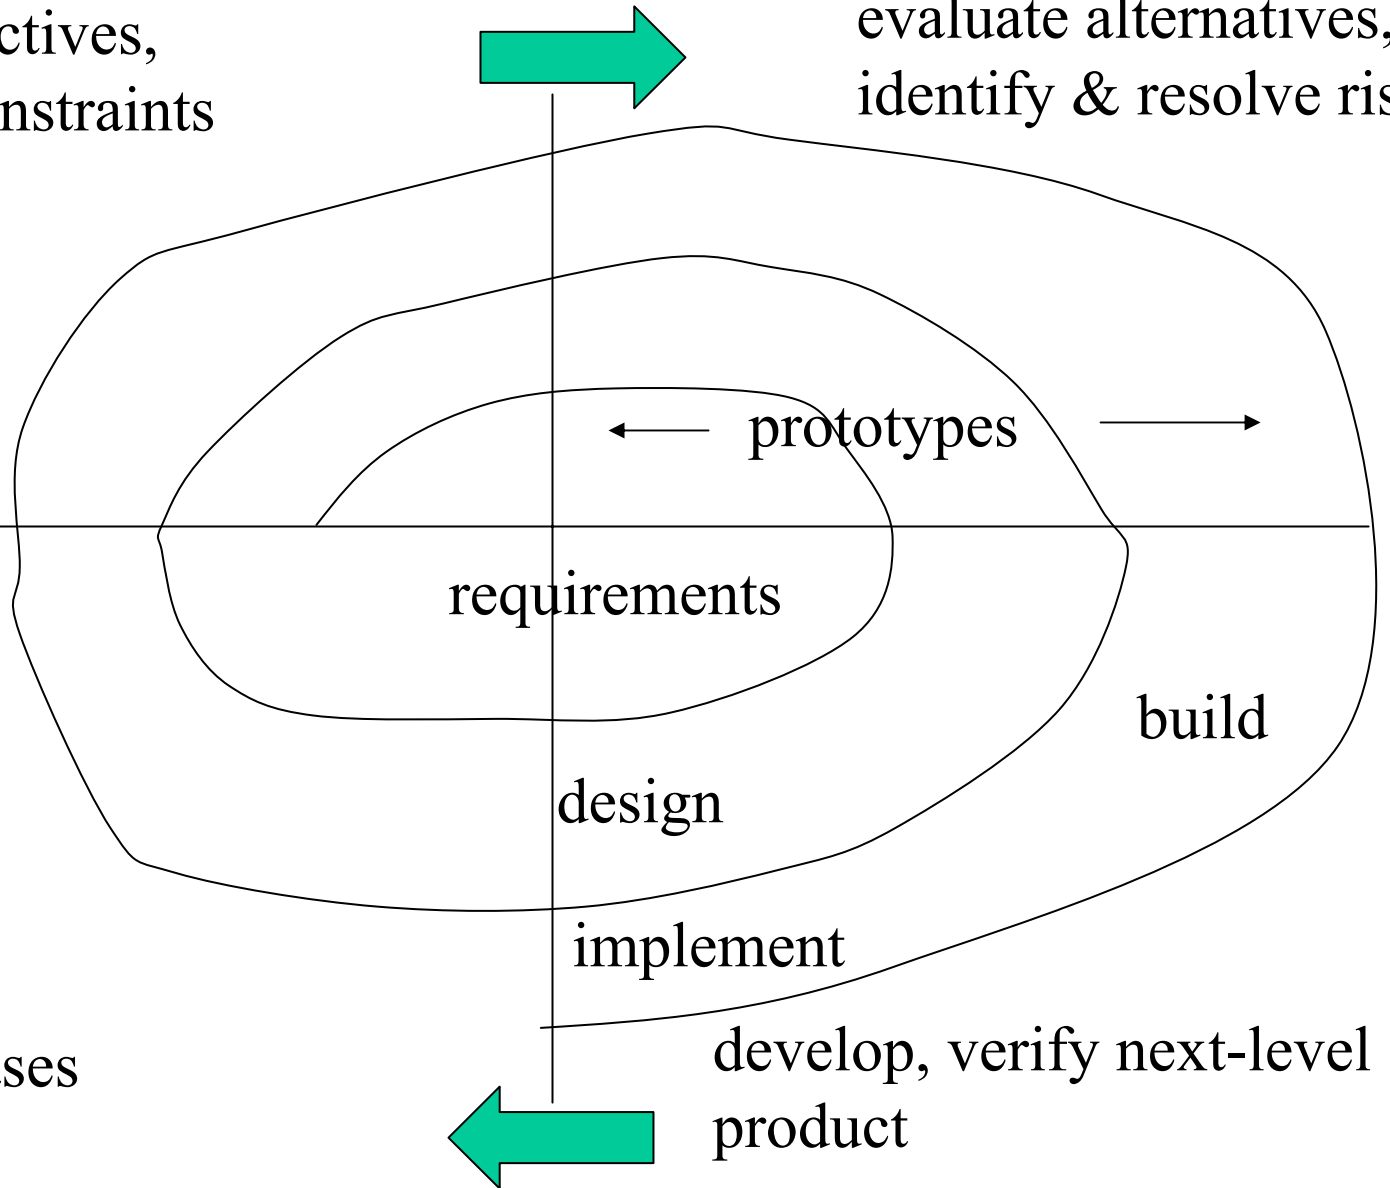 ctives,
nstraints
evaluate alternatives,
identify & resolve ris
prototypes
requirements
build
design
implement
ses
develop, verify next-level
product